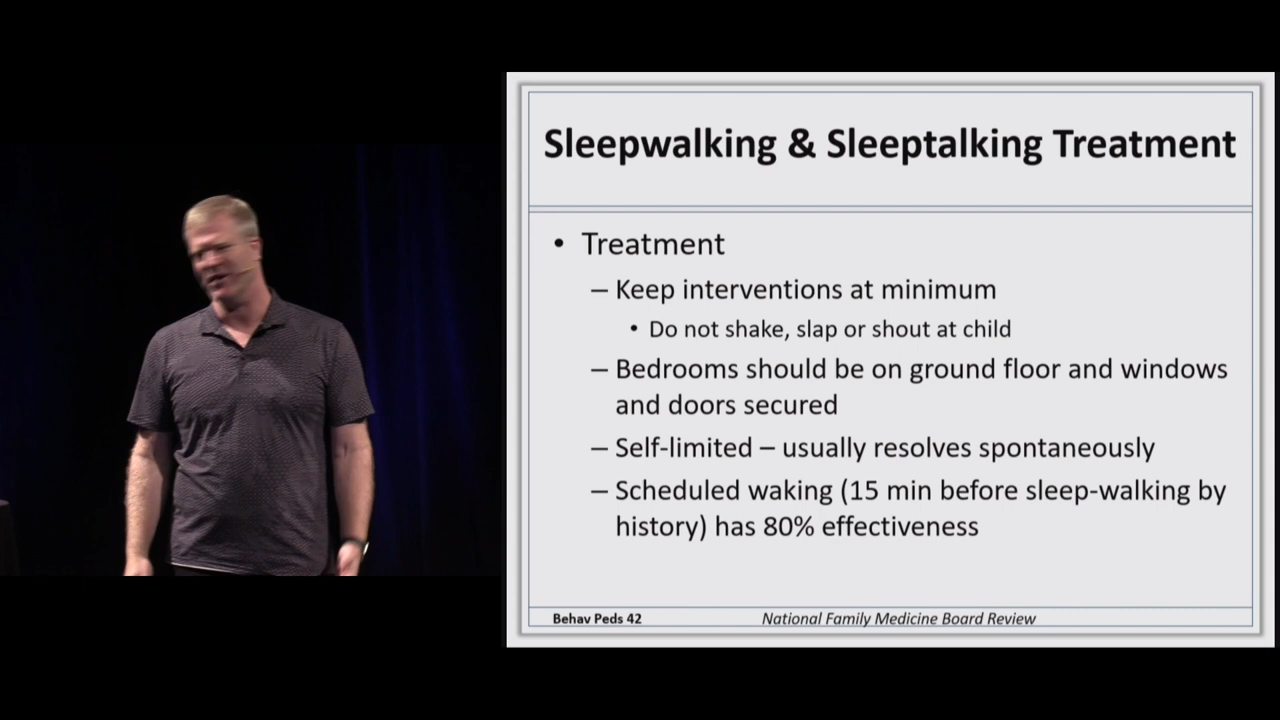 Sleepwalking & Sleeptalking Treatment
• Treatment
– Keep interventions at minimum
• Do not shake, slap or shout at child
– Bedrooms should be on ground floor and windows
and doors secured
– Self-limited – usually resolves spontaneously
– Scheduled waking (15 min before sleep-walking by
history) has 80% effectiveness
Behav Peds 42
National Family Medicine Board Review